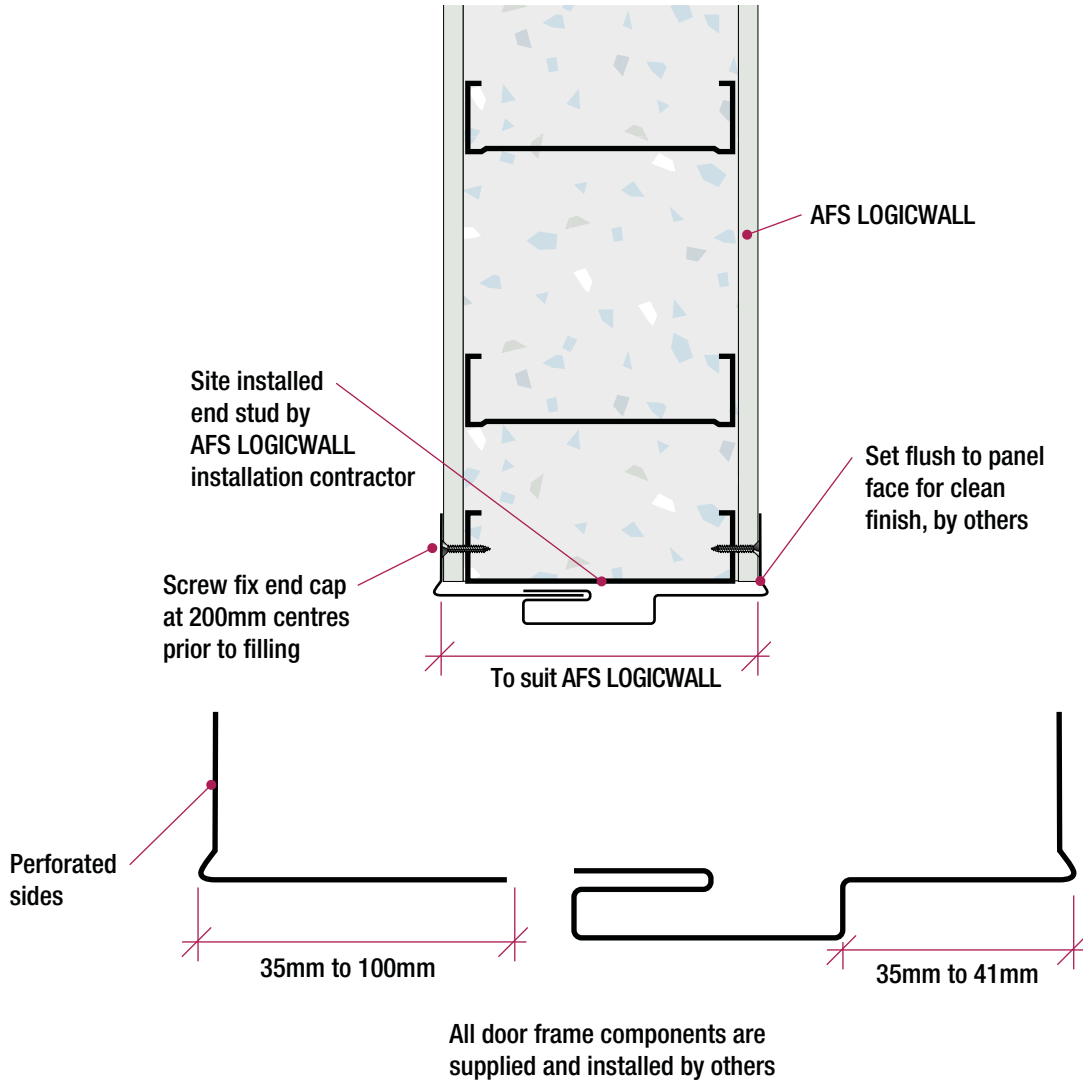 AFS LOGICWALL
Site installed
end stud by
AFS LOGICWALL
installation contractor
Set flush to panel
face for clean
finish, by others
Screw fix end cap
at 200mm centres
prior to filling
To suit AFS LOGICWALL
Perforated
sides
35mm to 100mm
35mm to 41mm
All door frame components are
supplied and installed by others